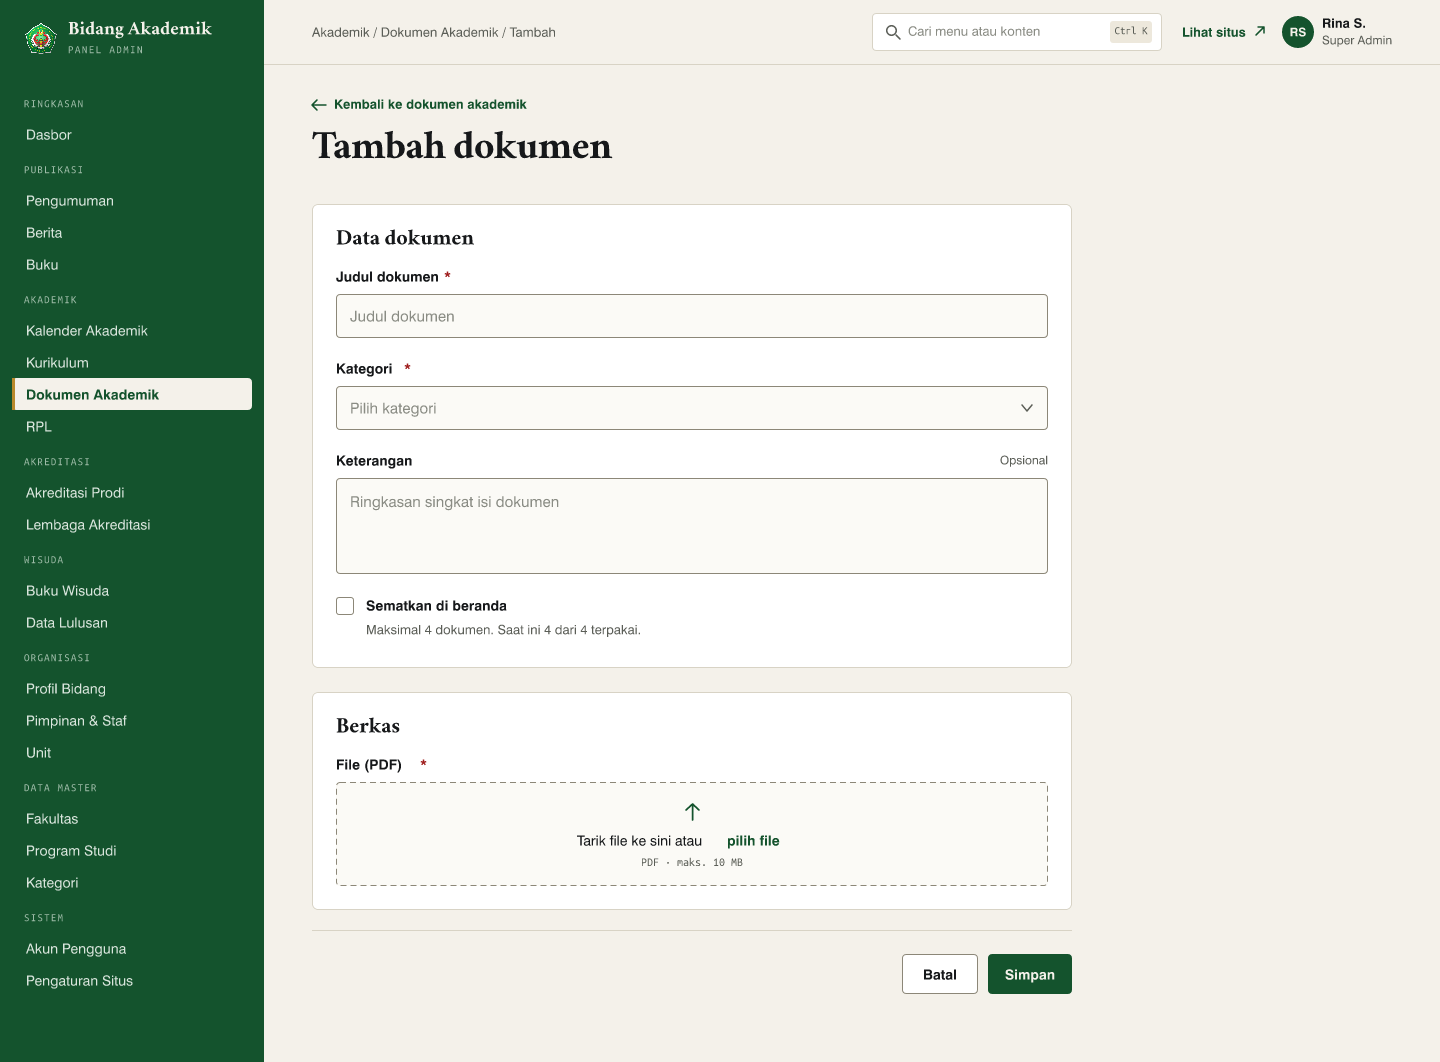 Bidang Akademik
PANEL ADMIN
RINGKASAN
Dasbor
PUBLIKASI
Pengumuman
Berita
Buku
AKADEMIK
Kalender Akademik
Kurikulum
Dokumen Akademik
RPL
AKREDITASI
Akreditasi Prodi
Lembaga Akreditasi
WISUDA
Buku Wisuda
Data Lulusan
ORGANISASI
Profil Bidang
Pimpinan & Staf
Unit
DATA MASTER
Fakultas
Program Studi
Kategori
SISTEM
Akun Pengguna
Pengaturan Situs
Akademik / Dokumen Akademik / Tambah
Cari menu atau konten
Ctrl K
Lihat situs
RS
Rina S.
Super Admin
Kembali ke dokumen akademik
Tambah dokumen
Data dokumen
Judul dokumen *
Judul dokumen
Kategori *
Pilih kategori
Keterangan
Opsional
Ringkasan singkat isi dokumen
Sematkan di beranda
Maksimal 4 dokumen. Saat ini 4 dari 4 terpakai.
Berkas
File (PDF) *
Tarik file ke sini atau pilih file
PDF · maks. 10 MB
Batal
Simpan